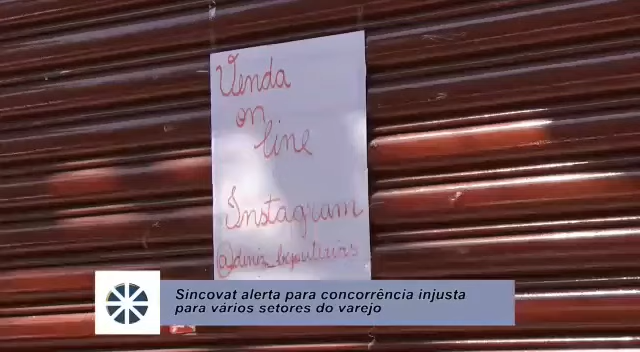 Venda
on
line
Instagram
Sincovat alerta para concorrência injusta
para vários setores do varejo